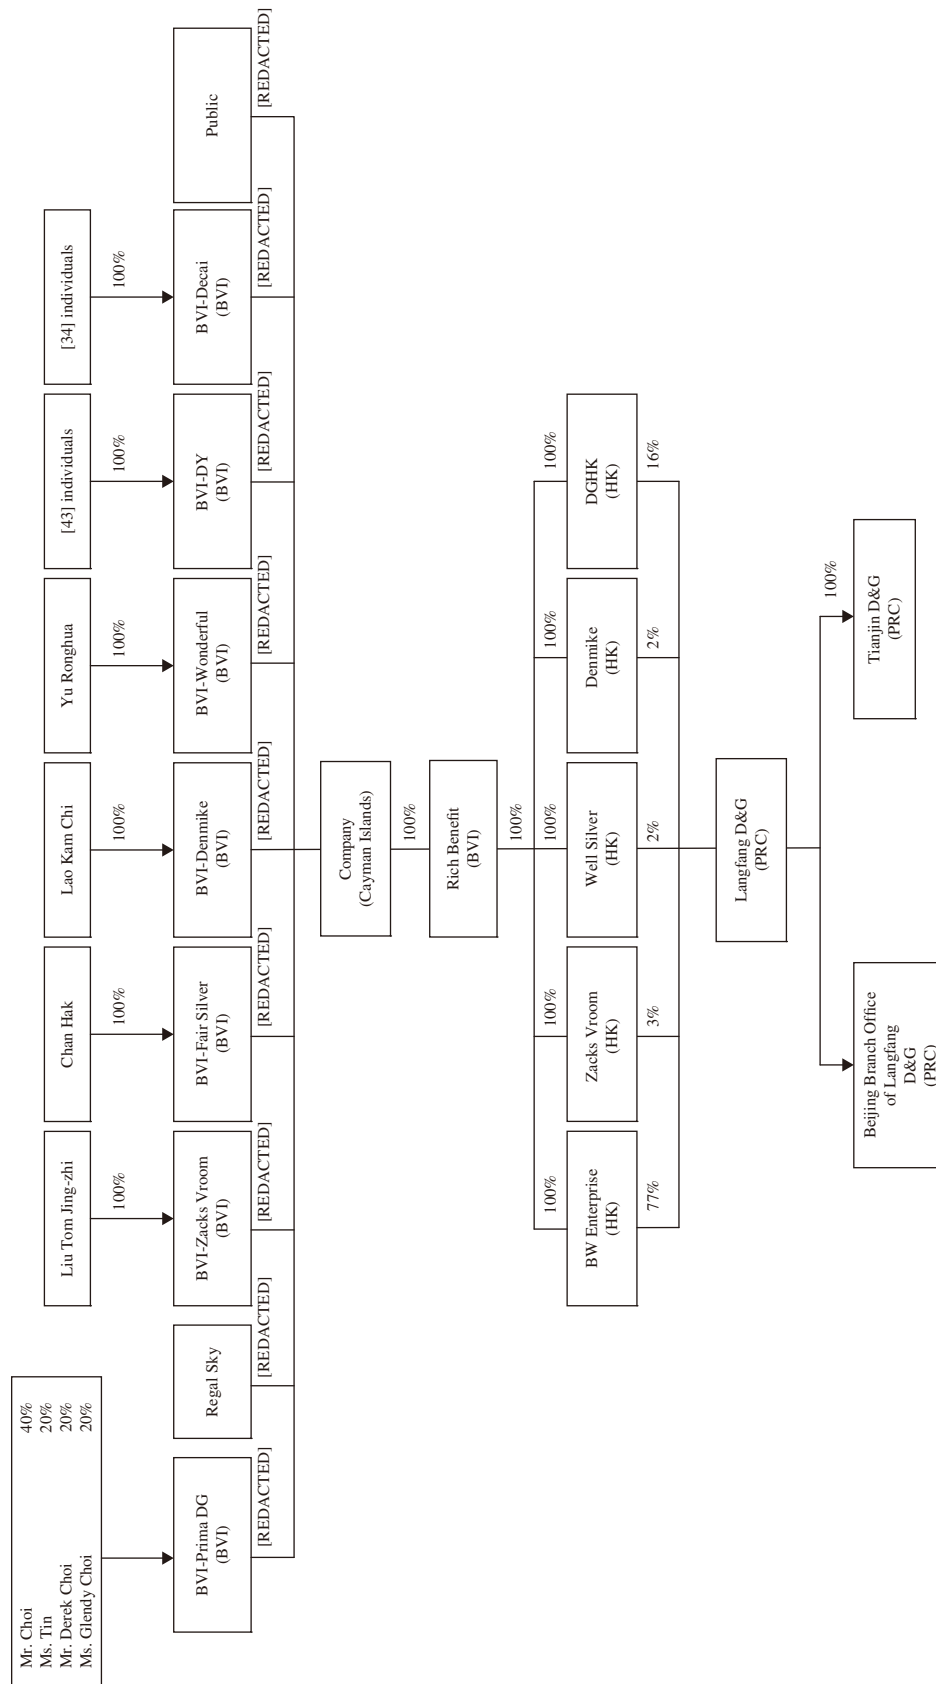 Mr. Choi 40%
Ms. Tin 20%
Mr. Derek Choi 20%
Ms. Glendy Choi 20%
Liu Tom Jing-zhi
Chan Hak
Lao Kam Chi
Yu Ronghua
[43] individuals
[34] individuals
100%
100%
100%
100%
100%
100%
BVI-Prima DG
(BVI)
Regal Sky
BVI-Zacks Vroom
(BVI)
BVI-Fair Silver
(BVI)
BVI-Denmike
(BVI)
BVI-Wonderful
(BVI)
BVI-DY
(BVI)
BVI-Decai
(BVI)
Public
[REDACTED]
[REDACTED]
[REDACTED]
[REDACTED]
[REDACTED]
[REDACTED]
[REDACTED]
[REDACTED]
[REDACTED]
Company
(Cayman Islands)
100%
Rich Benefit
(BVI)
100%
100%
100%
100%
100%
100%
BW Enterprise
(HK)
Zacks Vroom
(HK)
Well Silver
(HK)
Denmike
(HK)
DGHK
(HK)
77%
3%
2%
2%
16%
Langfang D&G
(PRC)
100%
Beijing Branch Office
of Langfang
D&G
(PRC)
Tianjin D&G
(PRC)